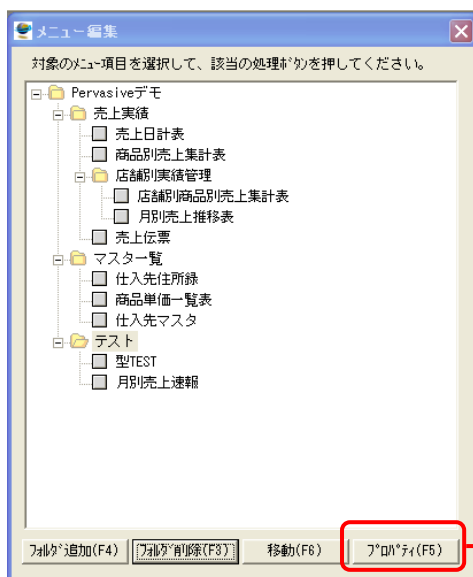 メニュー編集
対象のﾒﾆｭｰ項目を選択して、該当の処理ﾎﾞﾀﾝを押してください。
Pervasiveデモ
売上実績
売上日計表
商品別売上集計表
店舗別実績管理
店舗別商品別売上集計表
月別売上推移表
売上伝票
マスタ一覧
仕入先住所録
商品単価一覧表
仕入先マスタ
テスト
型TEST
月別売上速報
ﾌｫﾙﾀﾞ追加(F4) ﾌｫﾙﾀﾞ削除(F3) 移動(F6) ﾌﾟﾛﾊﾟﾃｨ(F5)